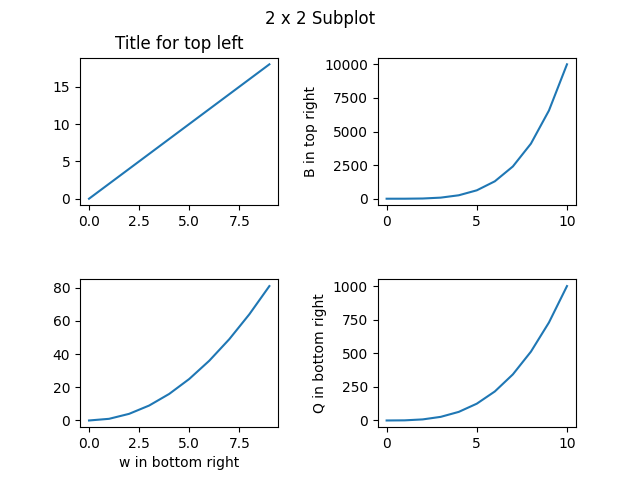 2 x 2 Subplot
Title for top left
15
10
5
0
0.0 2.5 5.0 7.5
B in top right
10000
7500
5000
2500
0
0 5 10
80
60
40
20
0
0.0 2.5 5.0 7.5
w in bottom right
Q in bottom right
1000
750
500
250
0
0 5 10